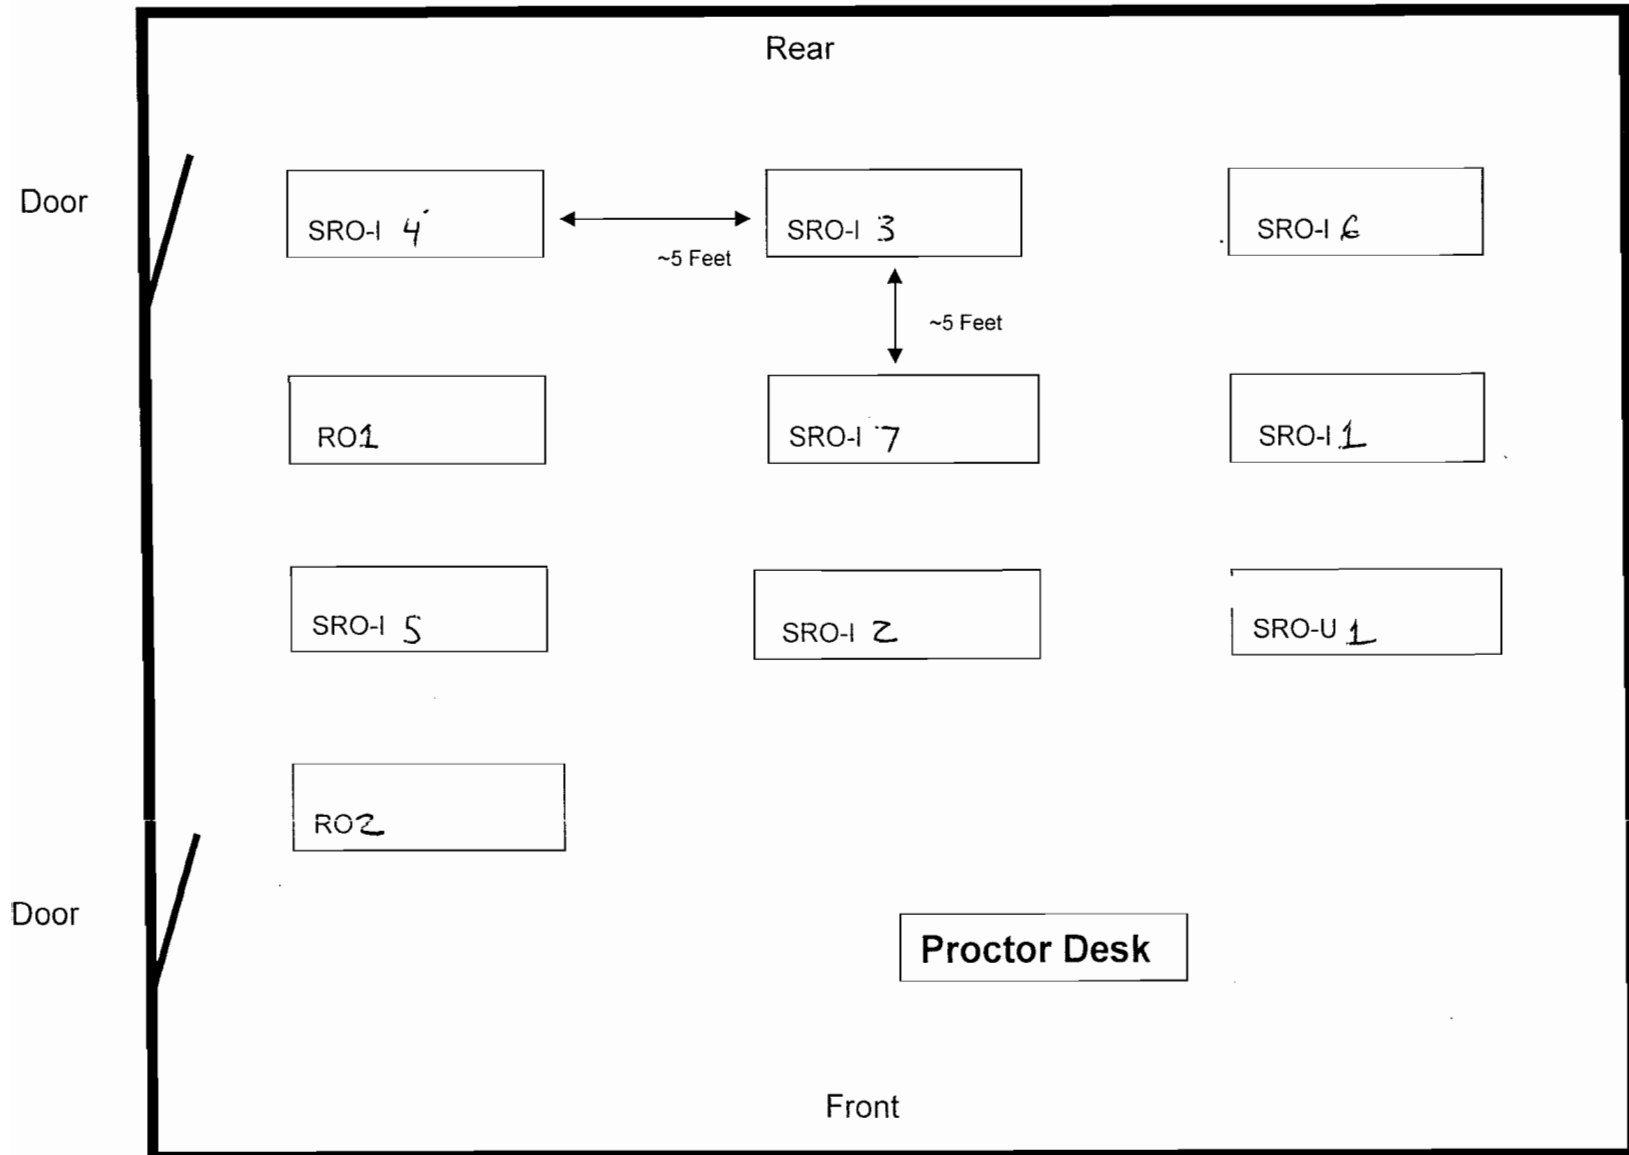 Rear
Door
SRO-I 4
~5 Feet
SRO-I 3
SRO-I 6
~5 Feet
RO1
SRO-I 7
SRO-I 1
SRO-I 5
SRO-I 2
SRO-U 1
RO2
Door
Proctor Desk
Front